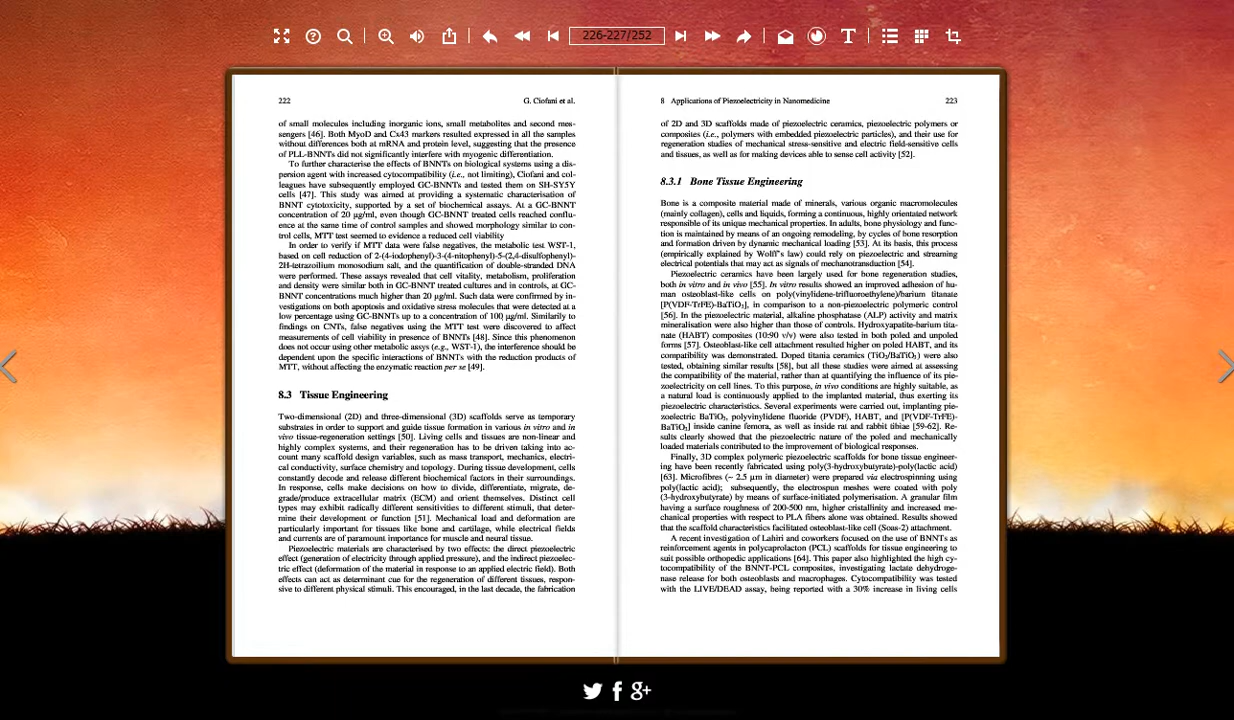 226-227/252
222 G. Ciofani et al.
of small molecules including inorganic ions, small metabolites and second mes-
sengers [46]. Both MyoD and Cx43 markers resulted expressed in all the samples
without differences both at mRNA and protein level, suggesting that the presence
of PLL-BNNTs did not significantly interfere with myogenic differentiation.
To further characterise the effects of BNNTs on biological systems using a dis-
persion agent with increased cytocompatibility (i.e., not limiting), Ciofani and col-
leagues have subsequently employed GC-BNNTs and tested them on SH-SY5Y
cells [47]. This study was aimed at providing a systematic characterisation of
BNNT cytotoxicity, supported by a set of biochemical assays. At a GC-BNNT
concentration of 20 µg/ml, even though GC-BNNT treated cells reached conflu-
ence at the same time of control samples and showed morphology similar to con-
trol cells, MTT test seemed to evidence a reduced cell viability
In order to verify if MTT data were false negatives, the metabolic test WST-1,
based on cell reduction of 2-(4-iodophenyl)-3-(4-nitophenyl)-5-(2,4-disulfophenyl)-
2H-tetrazoilium monosodium salt, and the quantification of double-stranded DNA
were performed. These assays revealed that cell vitality, metabolism, proliferation
and density were similar both in GC-BNNT treated cultures and in controls, at GC-
BNNT concentrations much higher than 20 µg/ml. Such data were confirmed by in-
vestigations on both apoptosis and oxidative stress molecules that were detected at a
low percentage using GC-BNNTs up to a concentration of 100 µg/ml. Similarily to
findings on CNTs, false negatives using the MTT test were discovered to affect
measurements of cell viability in presence of BNNTs [48]. Since this phenomenon
does not occur using other metabolic assys (e.g., WST-1), the interference should be
dependent upon the specific interactions of BNNTs with the reduction products of
MTT, without affecting the enzymatic reaction per se [49].
8.3 Tissue Engineering
Two-dimensional (2D) and three-dimensional (3D) scaffolds serve as temporary
substrates in order to support and guide tissue formation in various in vitro and in
vivo tissue-regeneration settings [50]. Living cells and tissues are non-linear and
highly complex systems, and their regeneration has to be driven taking into ac-
count many scaffold design variables, such as mass transport, mechanics, electri-
cal conductivity, surface chemistry and topology. During tissue development, cells
constantly decode and release different biochemical factors in their surroundings.
In response, cells make decisions on how to divide, differentiate, migrate, de-
grade/produce extracellular matrix (ECM) and orient themselves. Distinct cell
types may exhibit radically different sensitivities to different stimuli, that deter-
mine their development or function [51]. Mechanical load and deformation are
particularly important for tissues like bone and cartilage, while electrical fields
and currents are of paramount importance for muscle and neural tissue.
Piezoelectric materials are characterised by two effects: the direct piezoelectric
effect (generation of electricity through applied pressure), and the indirect piezoelec-
tric effect (deformation of the material in response to an applied electric field). Both
effects can act as determinant cue for the regeneration of different tissues, respon-
sive to different physical stimuli. This encouraged, in the last decade, the fabrication
8 Applications of Piezoelectricity in Nanomedicine 223
of 2D and 3D scaffolds made of piezoelectric ceramics, piezoelectric polymers or
composites (i.e., polymers with embedded piezoelectric particles), and their use for
regeneration studies of mechanical stress-sensitive and electric field-sensitive cells
and tissues, as well as for making devices able to sense cell activity [52].
8.3.1 Bone Tissue Engineering
Bone is a composite material made of minerals, various organic macromolecules
(mainly collagen), cells and liquids, forming a continuous, highly orientated network
responsible of its unique mechanical properties. In adults, bone physiology and func-
tion is maintained by means of an ongoing remodeling, by cycles of bone resorption
and formation driven by dynamic mechanical loading [53]. At its basis, this process
(empirically explained by Wolff's law) could rely on piezoelectric and streaming
electrical potentials that may act as signals of mechanotransduction [54].
Piezoelectric ceramics have been largely used for bone regeneration studies,
both in vitro and in vivo [55]. In vitro results showed an improved adhesion of hu-
man osteoblast-like cells on poly(vinylidene-trifluoroethylene)/barium titanate
[P(VDF-TrFE)-BaTiO₃], in comparison to a non-piezoelectric polymeric control
[56]. In the piezoelectric material, alkaline phosphatase (ALP) activity and matrix
mineralisation were also higher than those of controls. Hydroxyapatite-barium tita-
nate (HABT) composites (10:90 v/v) were also tested in both poled and unpoled
forms [57]. Osteoblast-like cell attachment resulted higher on poled HABT, and its
compatibility was demonstrated. Doped titania ceramics (TiO₂/BaTiO₃) were also
tested, obtaining similar results [58], but all these studies were aimed at assessing
the compatibility of the material, rather than at quantifying the influence of its pie-
zoelectricity on cell lines. To this purpose, in vivo conditions are highly suitable, as
a natural load is continuously applied to the implanted material, thus exerting its
piezoelectric characteristics. Several experiments were carried out, implanting pie-
zoelectric BaTiO₃, polyvinylidene fluoride (PVDF), HABT, and [P(VDF-TrFE)-
BaTiO₃] inside canine femora, as well as inside rat and rabbit tibiae [59-62]. Re-
sults clearly showed that the piezoelectric nature of the poled and mechanically
loaded materials contributed to the improvement of biological responses.
Finally, 3D complex polymeric piezoelectric scaffolds for bone tissue engineer-
ing have been recently fabricated using poly(3-hydroxybutyrate)-poly(lactic acid)
[63]. Microfibres (~ 2.5 µm in diameter) were prepared via electrospinning using
poly(lactic acid); subsequently, the electrospun meshes were coated with poly
(3-hydroxybutyrate) by means of surface-initiated polymerisation. A granular film
having a surface roughness of 200-500 nm, higher cristallinity and increased me-
chanical properties with respect to PLA fibers alone was obtained. Results showed
that the scaffold characteristics facilitated osteoblast-like cell (Soas-2) attachment.
A recent investigation of Lahiri and coworkers focused on the use of BNNTs as
reinforcement agents in polycaprolacton (PCL) scaffolds for tissue engineering to
suit possible orthopedic applications [64]. This paper also highlighted the high cy-
tocompatibility of the BNNT-PCL composites, investigating lactate dehydroge-
nase release for both osteoblasts and macrophages. Cytocompatibility was tested
with the LIVE/DEAD assay, being reported with a 30% increase in living cells